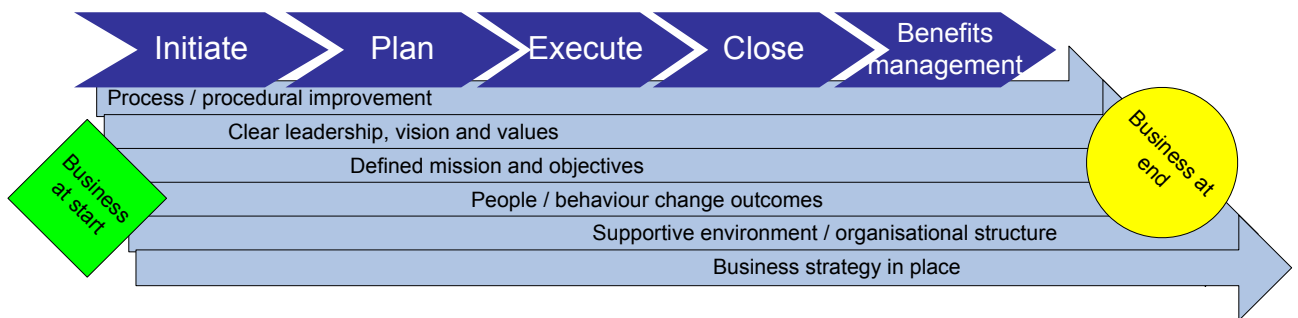 Initiate
Plan
Execute
Close
Benefits
management
Process / procedural improvement
Clear leadership, vision and values
Defined mission and objectives
People / behaviour change outcomes
Supportive environment / organisational structure
Business strategy in place
Business
at start
Business at
end